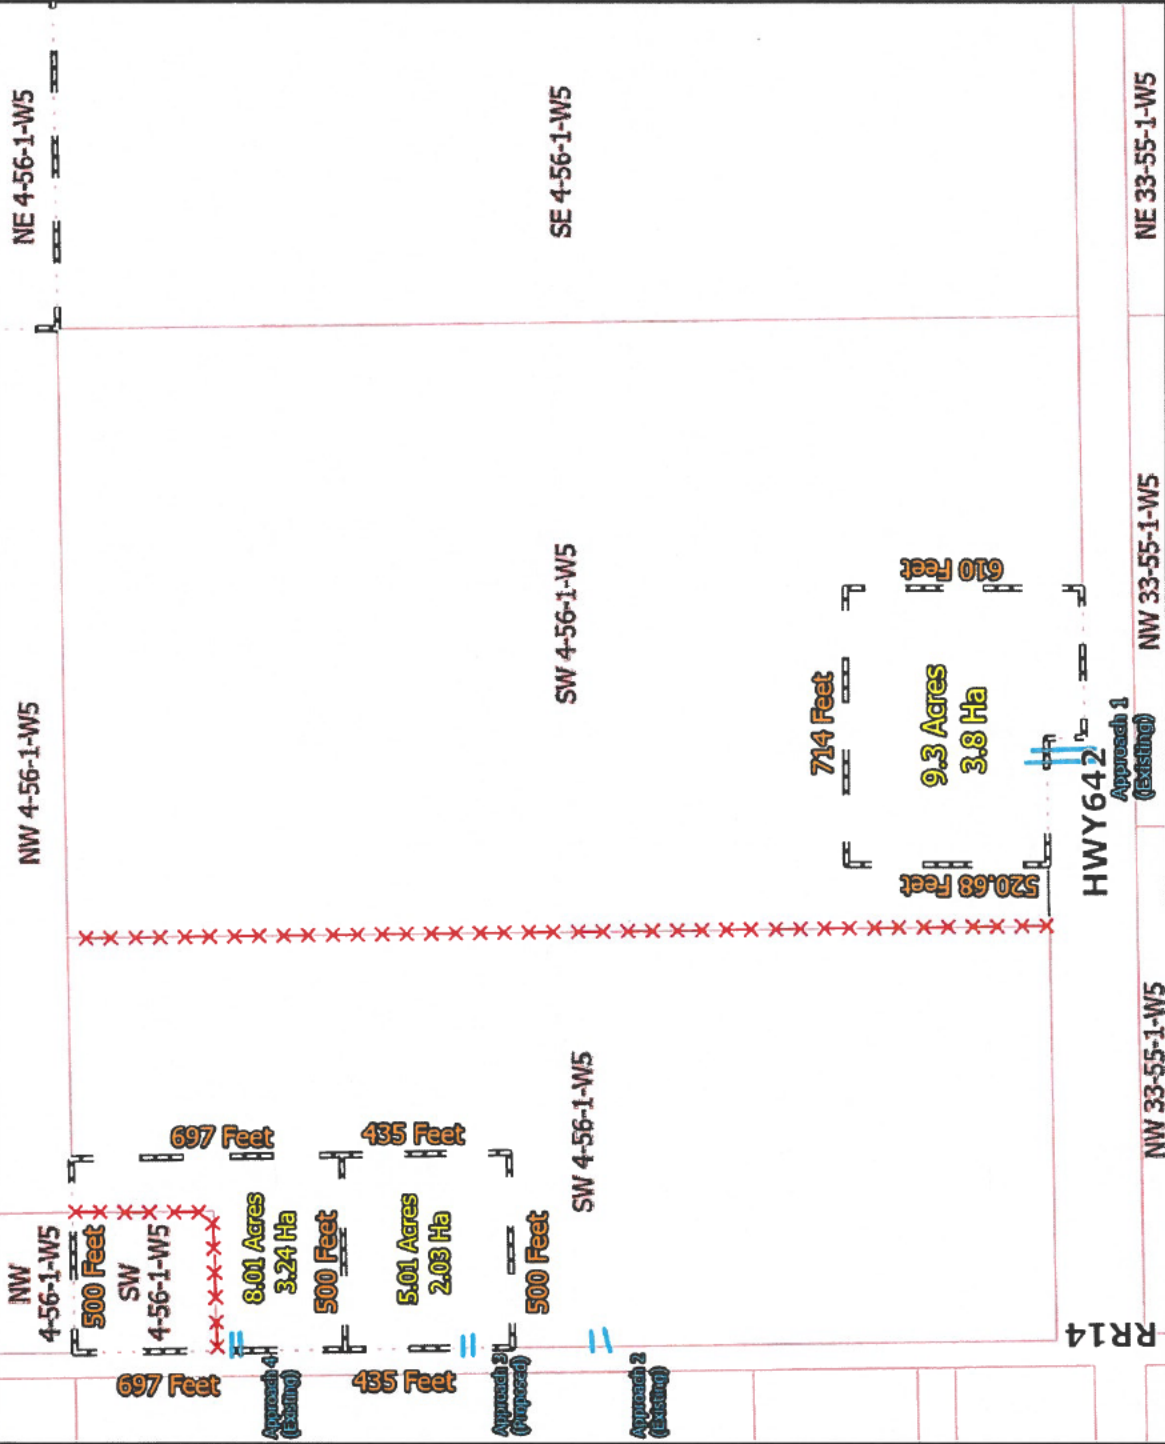 NW
4-56-1-W5
NW 4-56-1-W5
NE 4-56-1-W5
500 Feet
SW
4-56-1-W5
697 Feet
697 Feet
8.01 Acres
3.24 Ha
Approach 4
(Existing)
500 Feet
435 Feet
435 Feet
5.01 Acres
2.03 Ha
Approach 3
(Proposed)
500 Feet
SW 4-56-1-W5
SW 4-56-1-W5
SE 4-56-1-W5
Approach 2
(Existing)
714 Feet
520.68 Feet
610 Feet
9.3 Acres
3.8 Ha
RR14
HWY642
Approach 1
(Existing)
NW 33-55-1-W5
NW 33-55-1-W5
NE 33-55-1-W5